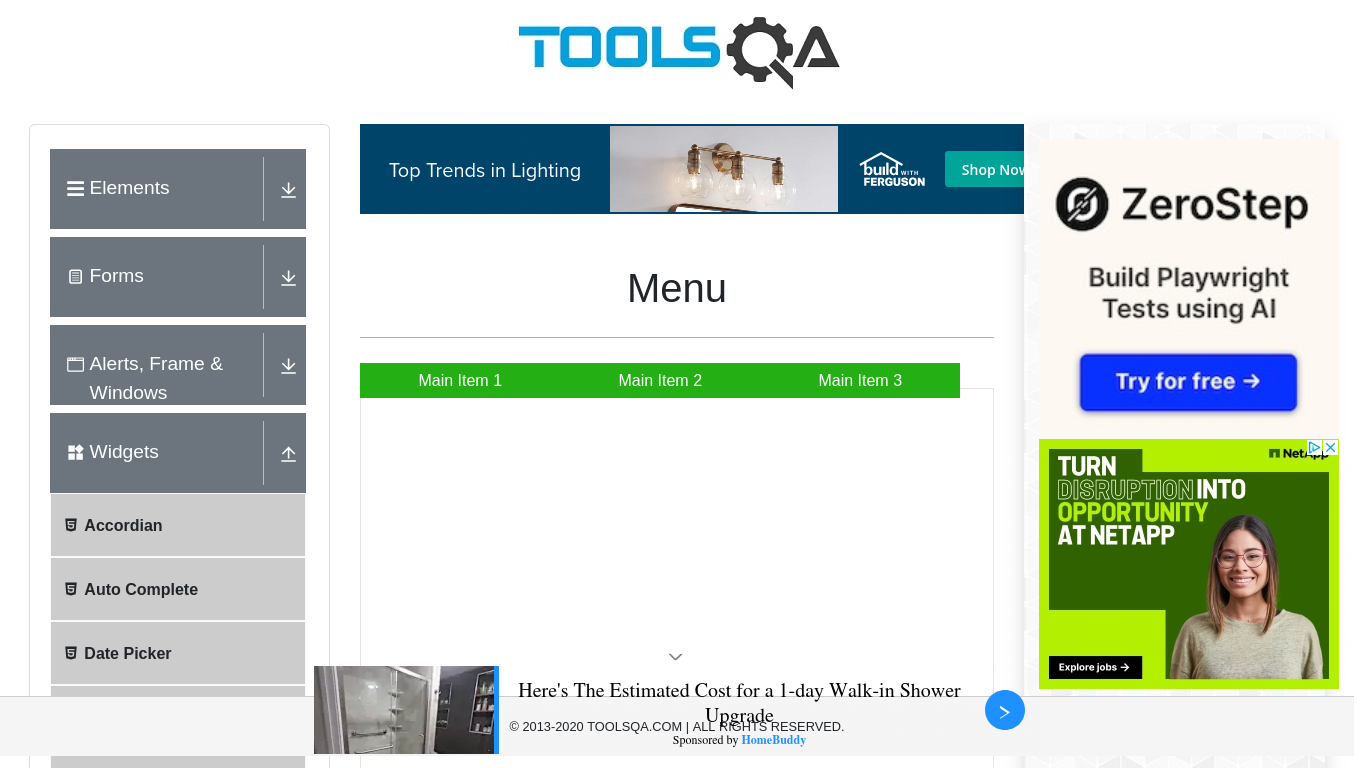 TOOLSQA
Elements
Forms
Alerts, Frame &
Windows
Widgets
Accordian
Auto Complete
Date Picker
Top Trends in Lighting
build WITH
FERGUSON
Shop Now
Menu
Main Item 1
Main Item 2
Main Item 3
ZeroStep
Build Playwright
Tests using AI
Try for free →
NetApp
TURN
DISRUPTION INTO
OPPORTUNITY
AT NETAPP
Explore jobs →
Here's The Estimated Cost for a 1-day Walk-in Shower
Upgrade
© 2013-2020 TOOLSQA.COM | ALL RIGHTS RESERVED.
Sponsored by HomeBuddy